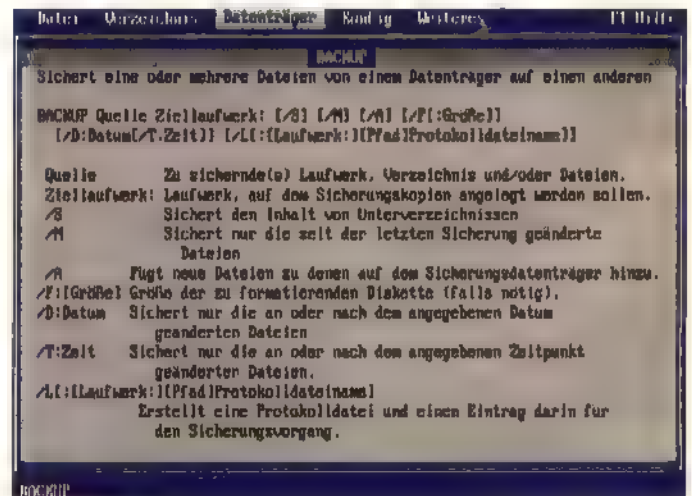 Datei Verzeichnis Datenträger Weiteres
BACKUP
Sichert eine oder mehrere Dateien von einem Datenträger auf einen anderen
BACKUP Quelle Ziellaufwerk: [/S] [/M] [/A] [/F[:Größe]]
[/D:Datum[/T:Zeit]] [/L[:[Laufwerk:][Pfad]Protokolldateiname]]
Quelle Zu sichernde(s) Laufwerk, Verzeichnis und/oder Dateien.
Ziellaufwerk: Laufwerk, auf dem Sicherungskopien angelegt werden sollen.
/S Sichert den Inhalt von Unterverzeichnissen
/M Sichert nur die seit der letzten Sicherung geänderte
Dateien
/A Fügt neue Dateien zu denen auf dem Sicherungsdatenträger hinzu.
/F:[Größe] Größe der zu formatierenden Diskette (falls nötig).
/D:Datum Sichert nur die an oder nach dem angegebenen Datum
geänderten Dateien
/T:Zeit Sichert nur die an oder nach dem angegebenen Zeitpunkt
geänderten Dateien.
/L[:[Laufwerk:][Pfad]Protokolldateiname]
Erstellt eine Protokolldatei und einen Eintrag darin für
den Sicherungsvorgang.
BACKUP